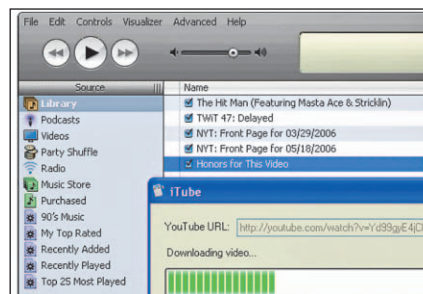 File Edit Controls Visualizer Advanced Help
Source
Name
Library
Podcasts
Videos
Party Shuffle
Radio
Music Store
Purchased
90's Music
My Top Rated
Recently Added
Recently Played
Top 25 Most Played
The Hit Man (Featuring Masta Ace & Stricklin)
TWiT 47: Delayed
NYT: Front Page for 03/29/2006
NYT: Front Page for 05/18/2006
Honors for This Video
iTube
YouTube URL:
Downloading video...